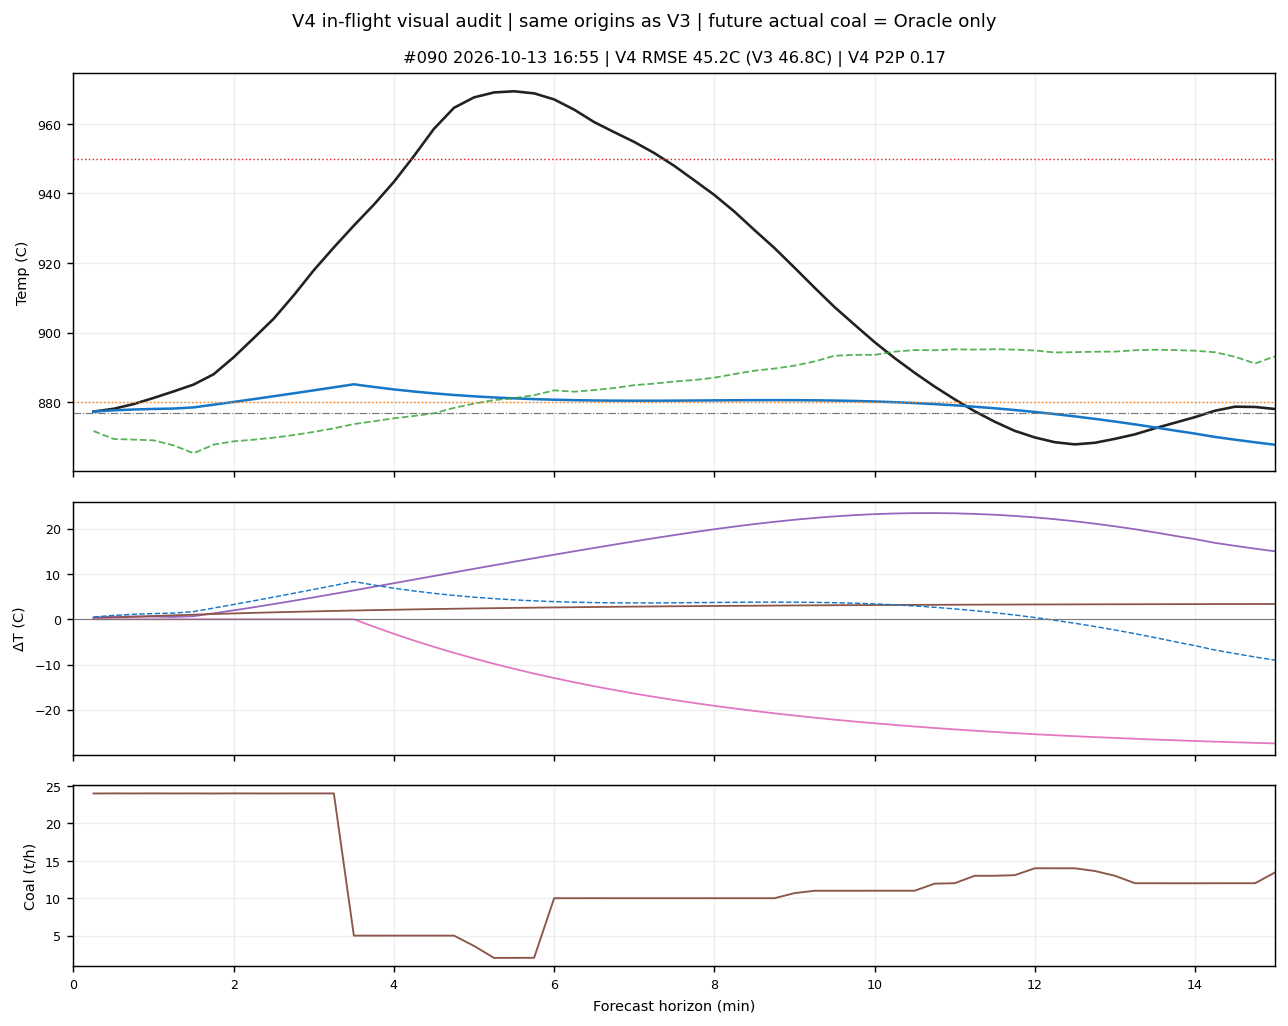 V4 in-flight visual audit | same origins as V3 | future actual coal = Oracle only
#090 2026-10-13 16:55 | V4 RMSE 45.2C (V3 46.8C) | V4 P2P 0.17
Temp (C)
960
940
920
900
880
ΔT (C)
20
10
0
−10
−20
Coal (t/h)
25
20
15
10
5
0 2 4 6 8 10 12 14
Forecast horizon (min)